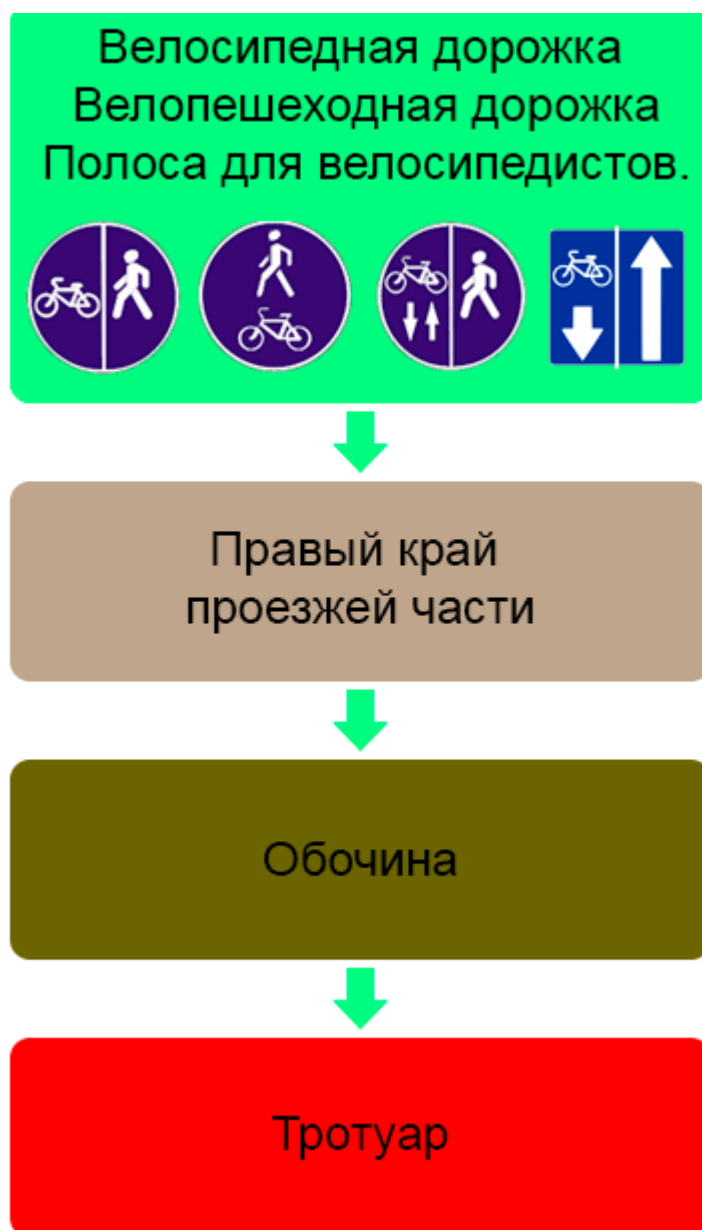 Велосипедная дорожка
Велопешеходная дорожка
Полоса для велосипедистов.
Правый край
проезжей части
Обочина
Тротуар